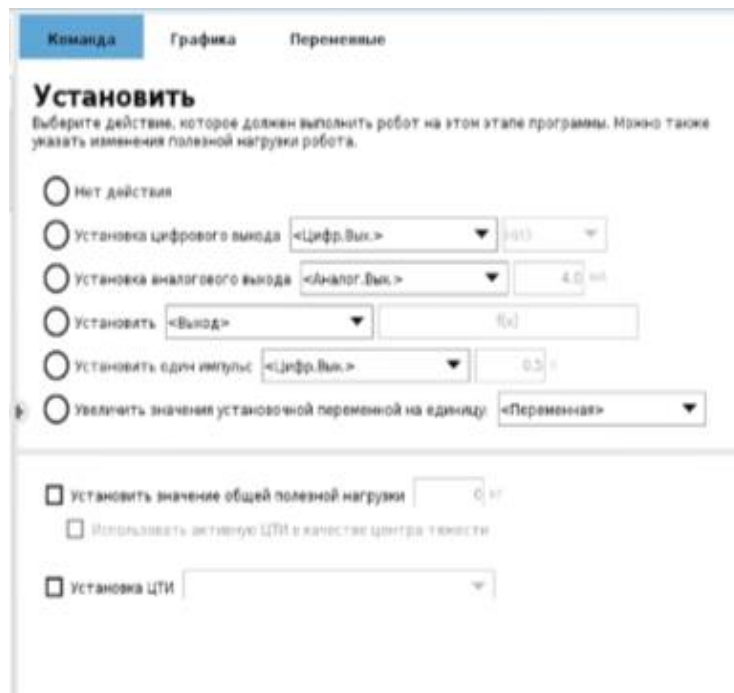 Команда Графика Переменные
Установить
Выберите действие, которое должен выполнить робот на этом этапе программы. Можно также
указать изменения полезной нагрузки робота.
Нет действия
Установка цифрового выхода <Цифр.Вых.>
Установка аналогового выхода <Аналог.Вых.> 4.0 mA
Установить <Выход> f(x)
Установить один импульс <Цифр.Вых.> 0.5
Увеличить значения установочной переменной на единицу <Переменная>
Установить значение общей полезной нагрузки 0 кг
Использовать активную ЦТИ в качестве центра тяжести
Установка ЦТИ